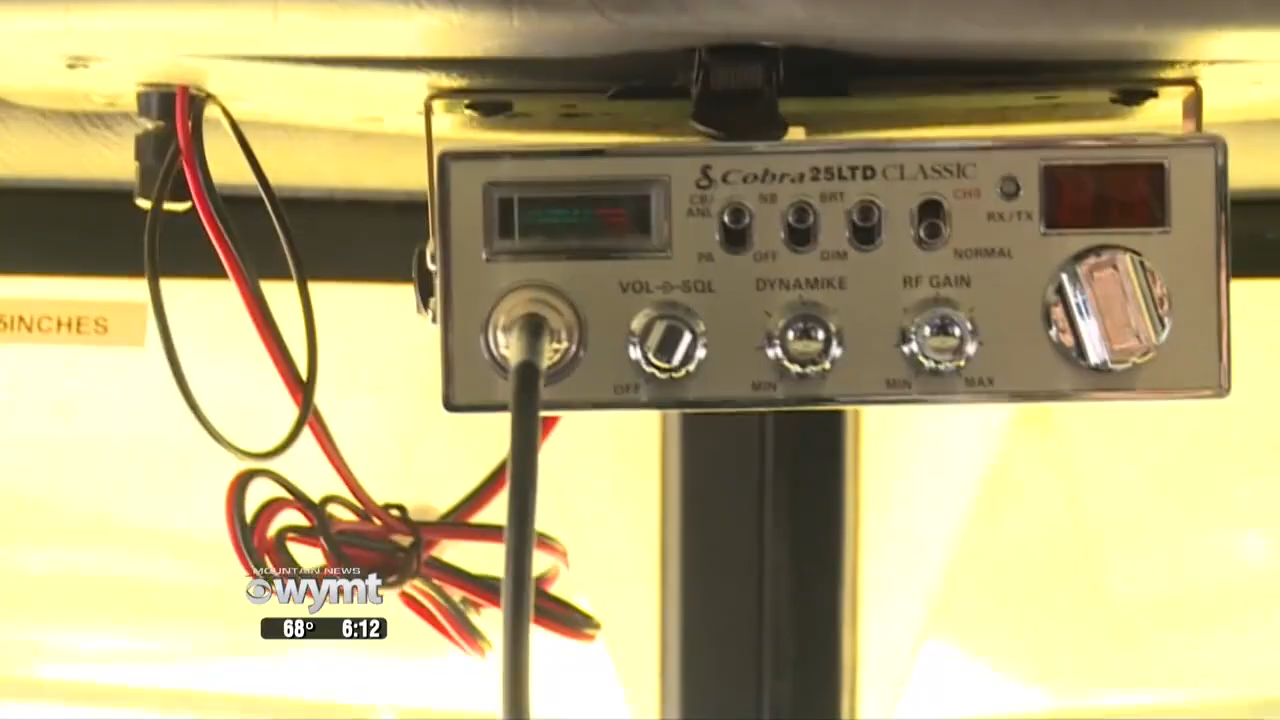 Cobra 25LTD CLASSIC
CB/ANL NB BRT CH9
PA OFF DIM NORMAL
RX/TX
VOL SQL DYNAMIKE RF GAIN
OFF MIN MIN MAX
5INCHES
MOUNTAIN NEWS
wymt
68° 6:12